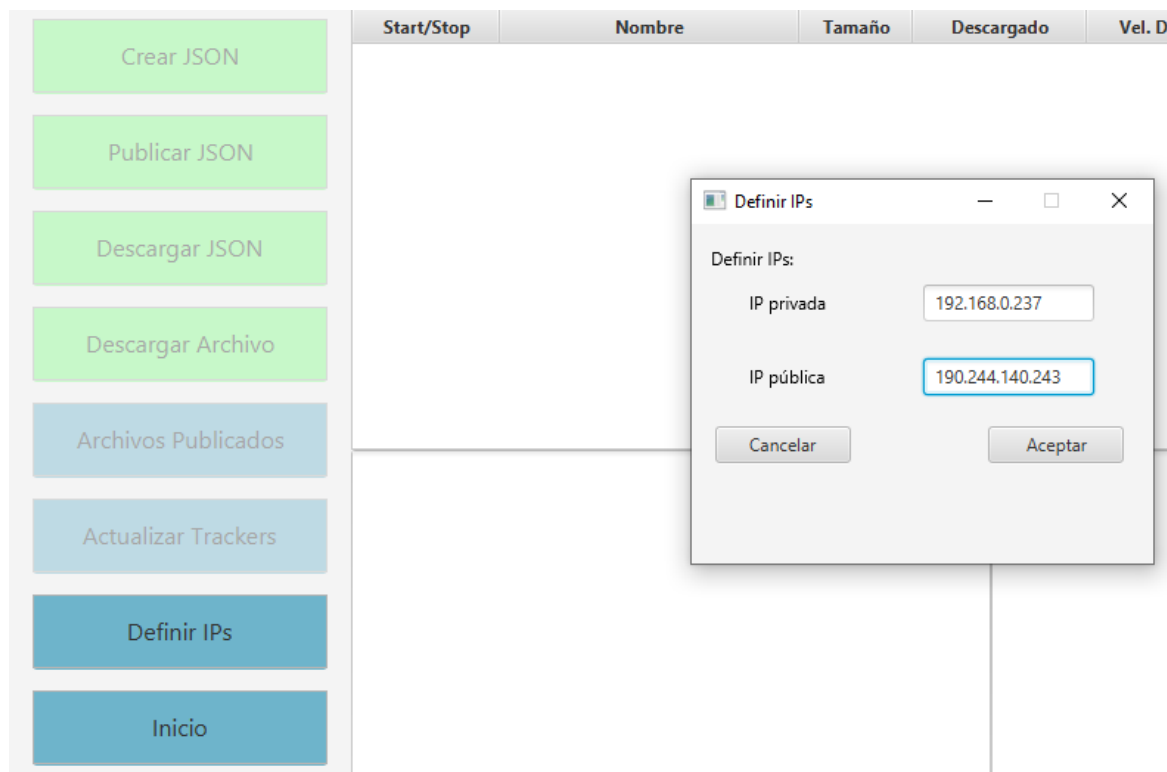 Crear JSON
Publicar JSON
Descargar JSON
Descargar Archivo
Archivos Publicados
Actualizar Trackers
Definir IPs
Inicio
Start/Stop Nombre Tamaño Descargado Vel. D
Definir IPs
Definir IPs:
IP privada 192.168.0.237
IP pública 190.244.140.243
Cancelar Aceptar